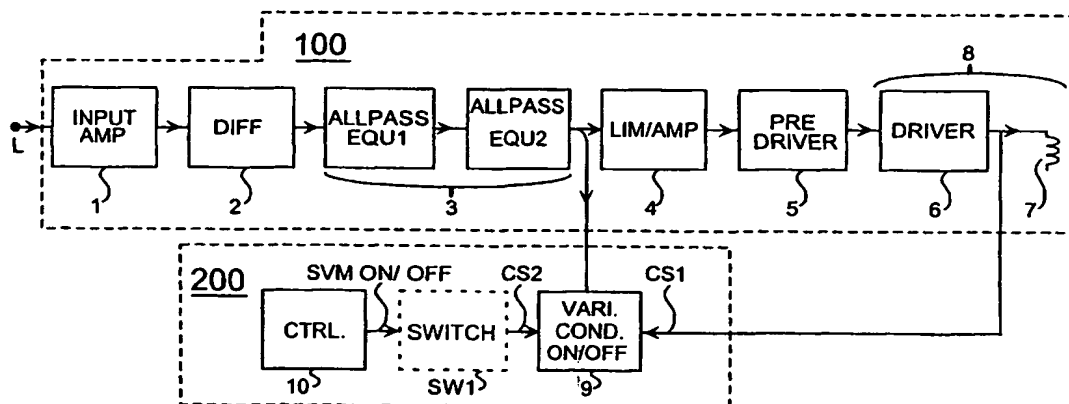 100
8
INPUT
AMP
DIFF
ALLPASS
EQU1
ALLPASS
EQU2
LIM/AMP
PRE
DRIVER
DRIVER
L
1
2
3
4
5
6
7
200
SVM ON/ OFF
CS2
CS1
CTRL.
SWITCH
VARI.
COND.
ON/OFF
10
SW1
9